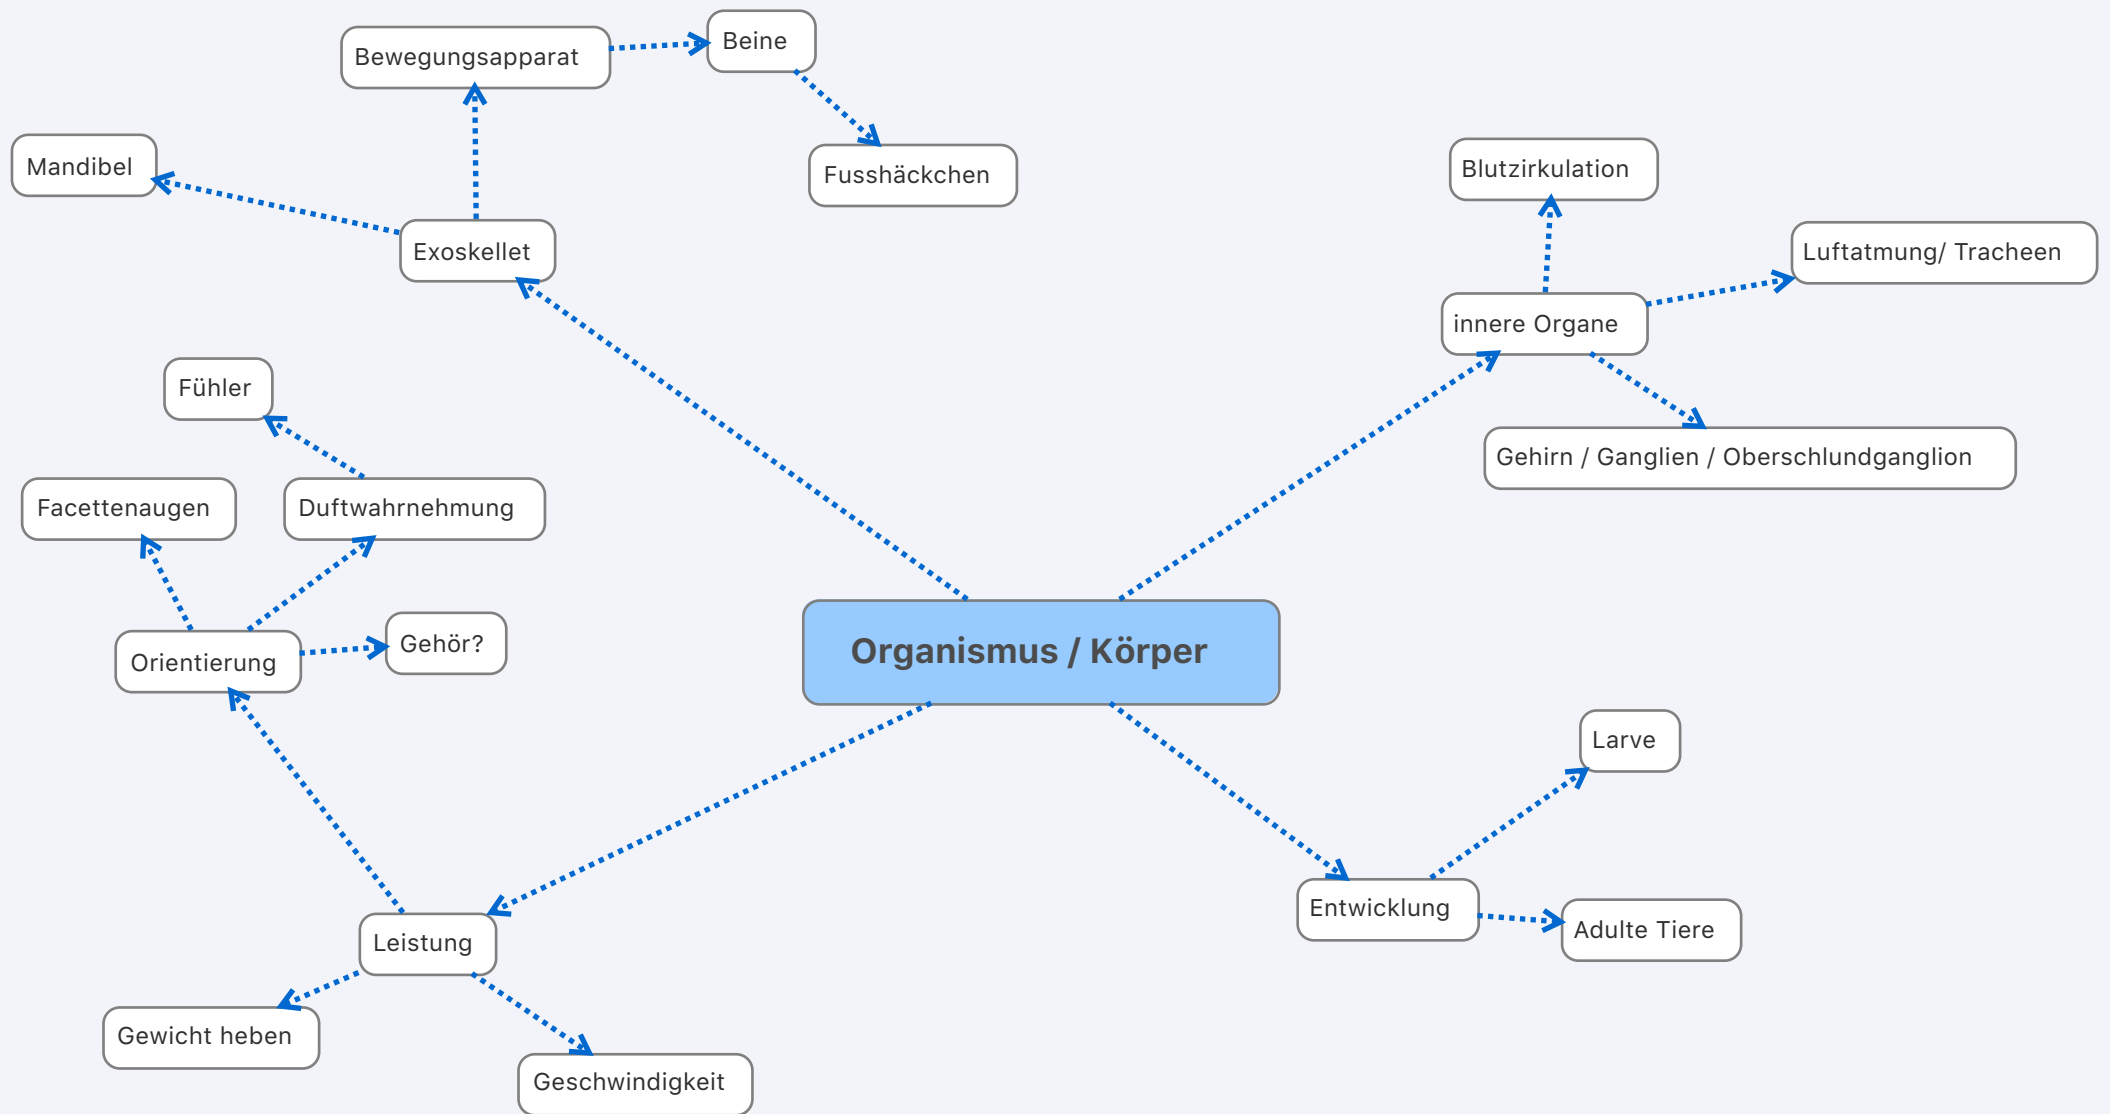 Beine
Bewegungsapparat
Mandibel
Fusshäckchen
Exoskellet
Blutzirkulation
Luftatmung/ Tracheen
innere Organe
Gehirn / Ganglien / Oberschlundganglion
Fühler
Facettenaugen
Duftwahrnehmung
Gehör?
Orientierung
Organismus / Körper
Larve
Entwicklung
Adulte Tiere
Leistung
Gewicht heben
Geschwindigkeit